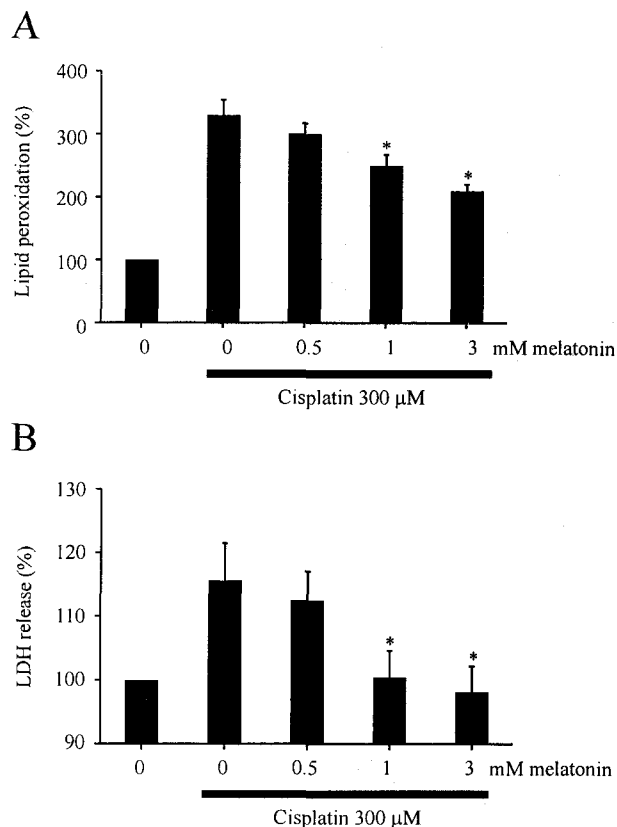 A
Lipid peroxidation (%)
400
300
200
100
0
*
*
0 0 0.5 1 3 mM melatonin
Cisplatin 300 µM
B
LDH release (%)
130
120
110
100
90
*
*
0 0 0.5 1 3 mM melatonin
Cisplatin 300 µM